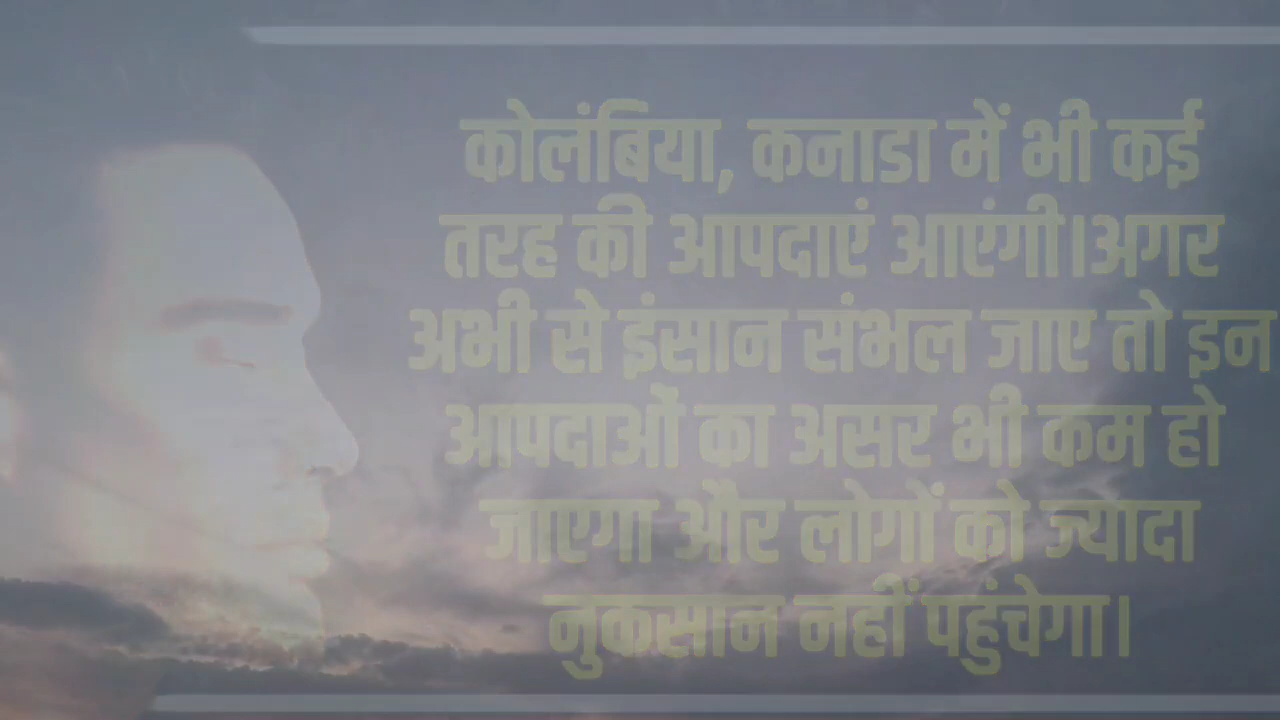 कोलंबिया, कनाडा में भी कई
तरह की आपदाएं आएंगी।अगर
अभी से इंसान संभल जाए तो इन
आपदाओं का असर भी कम हो
जाएगा और लोगों को ज्यादा
नुकसान नहीं पहुंचेगा।